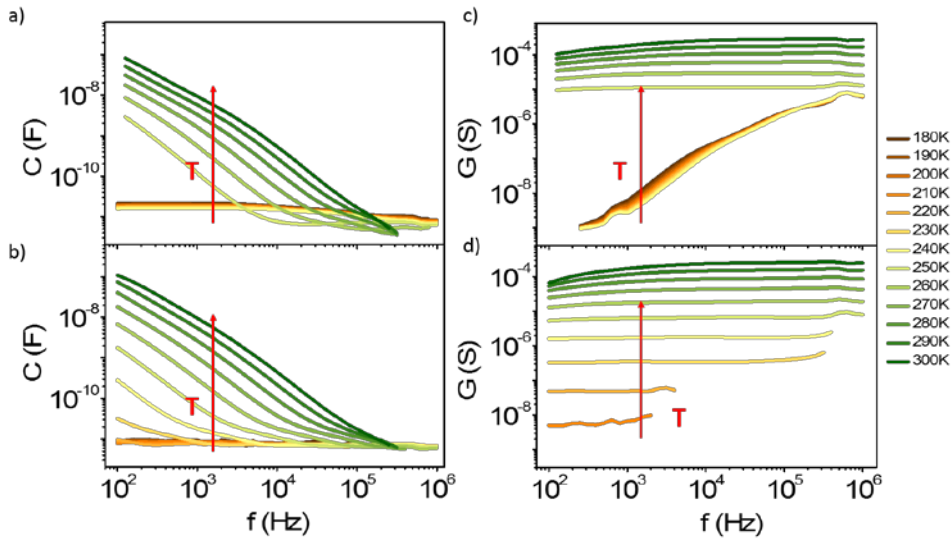 a)
C (F)
10⁻⁸
10⁻¹⁰
T
b)
C (F)
10⁻⁸
10⁻¹⁰
T
10² 10³ 10⁴ 10⁵ 10⁶
f (Hz)
c)
G (S)
10⁻⁴
10⁻⁶
10⁻⁸
T
d)
G (S)
10⁻⁴
10⁻⁶
10⁻⁸
T
10² 10³ 10⁴ 10⁵ 10⁶
f (Hz)
180K
190K
200K
210K
220K
230K
240K
250K
260K
270K
280K
290K
300K